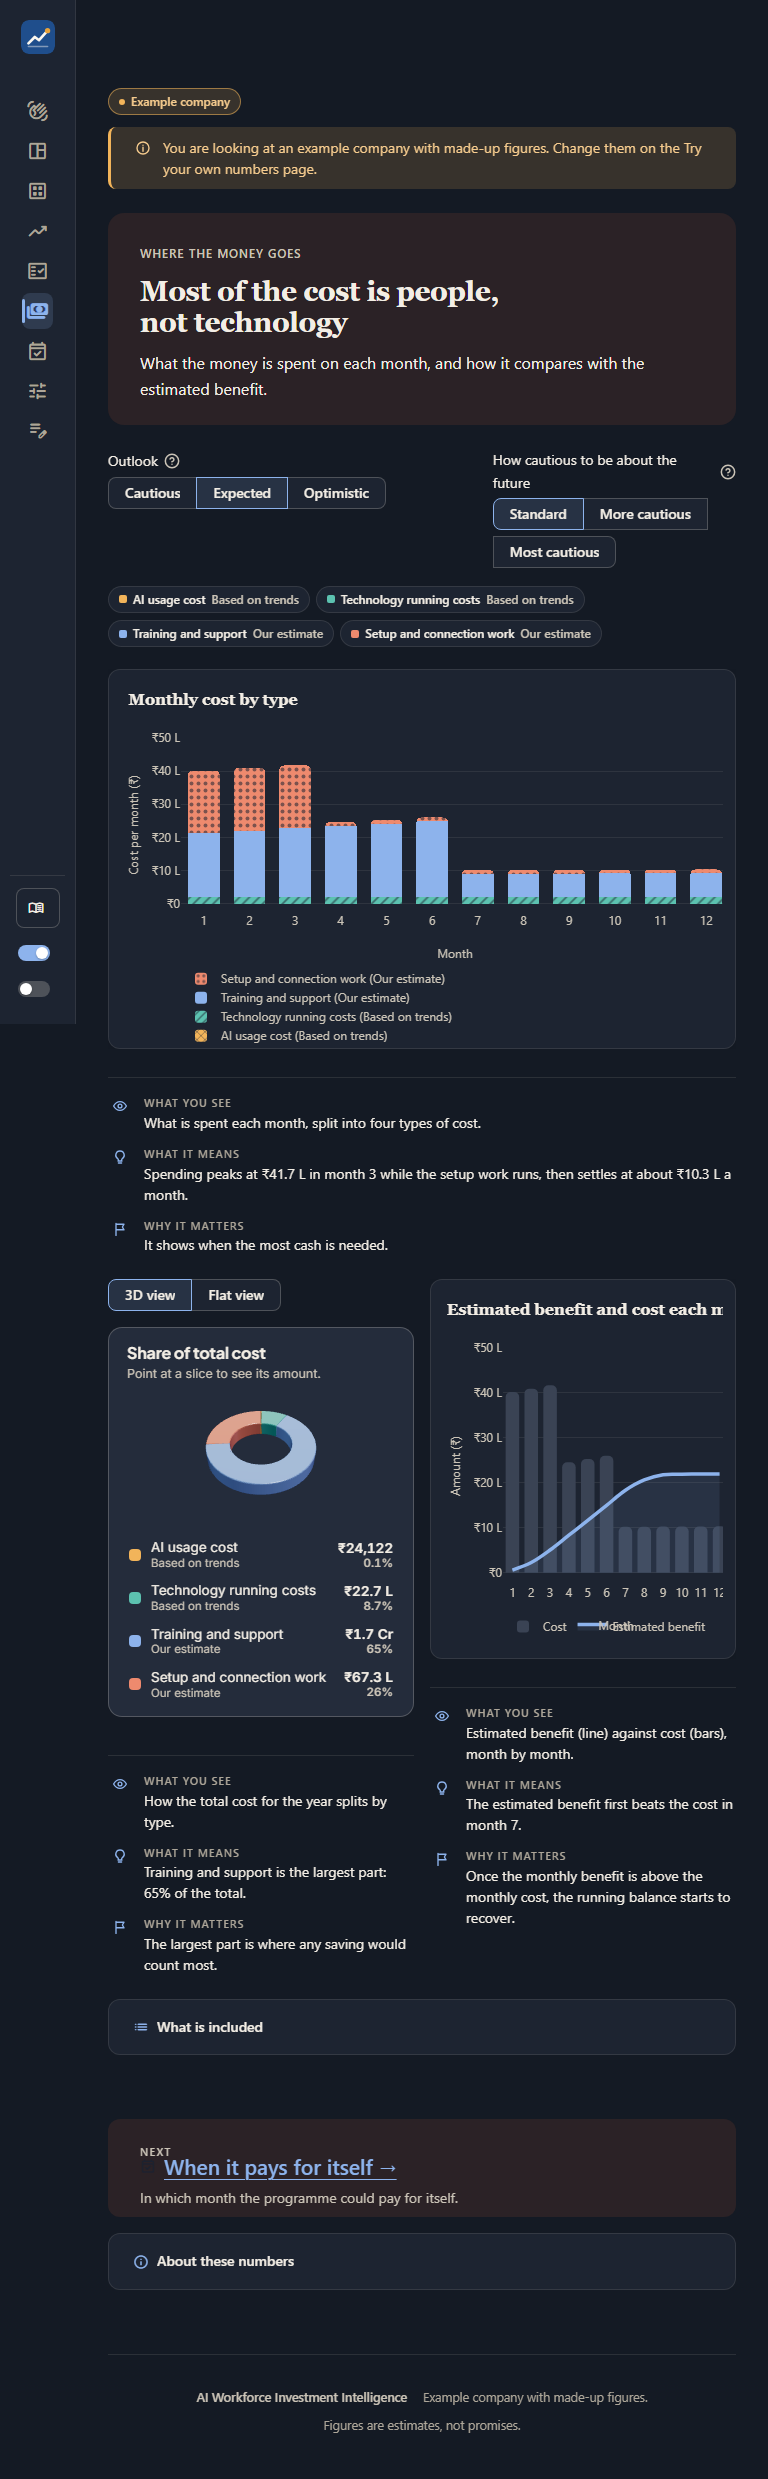 Example company
You are looking at an example company with made-up figures. Change them on the Try
your own numbers page.
WHERE THE MONEY GOES
Most of the cost is people,
not technology
What the money is spent on each month, and how it compares with the
estimated benefit.
Outlook
Cautious Expected Optimistic
How cautious to be about the
future
Standard More cautious
Most cautious
AI usage cost Based on trends
Technology running costs Based on trends
Training and support Our estimate
Setup and connection work Our estimate
Monthly cost by type
Cost per month (₹)
₹50 L
₹40 L
₹30 L
₹20 L
₹10 L
₹0
1 2 3 4 5 6 7 8 9 10 11 12
Month
Setup and connection work (Our estimate)
Training and support (Our estimate)
Technology running costs (Based on trends)
AI usage cost (Based on trends)
WHAT YOU SEE
What is spent each month, split into four types of cost.
WHAT IT MEANS
Spending peaks at ₹41.7 L in month 3 while the setup work runs, then settles at about ₹10.3 L a
month.
WHY IT MATTERS
It shows when the most cash is needed.
3D view Flat view
Share of total cost
Point at a slice to see its amount.
AI usage cost ₹24,122
Based on trends 0.1%
Technology running costs ₹22.7 L
Based on trends 8.7%
Training and support ₹1.7 Cr
Our estimate 65%
Setup and connection work ₹67.3 L
Our estimate 26%
WHAT YOU SEE
How the total cost for the year splits by
type.
WHAT IT MEANS
Training and support is the largest part:
65% of the total.
WHY IT MATTERS
The largest part is where any saving would
count most.
Estimated benefit and cost each m
Amount (₹)
₹50 L
₹40 L
₹30 L
₹20 L
₹10 L
₹0
1 2 3 4 5 6 7 8 9 10 11 12
Month
Cost Estimated benefit
WHAT YOU SEE
Estimated benefit (line) against cost (bars),
month by month.
WHAT IT MEANS
The estimated benefit first beats the cost in
month 7.
WHY IT MATTERS
Once the monthly benefit is above the
monthly cost, the running balance starts to
recover.
What is included
NEXT
When it pays for itself →
In which month the programme could pay for itself.
About these numbers
AI Workforce Investment Intelligence Example company with made-up figures.
Figures are estimates, not promises.